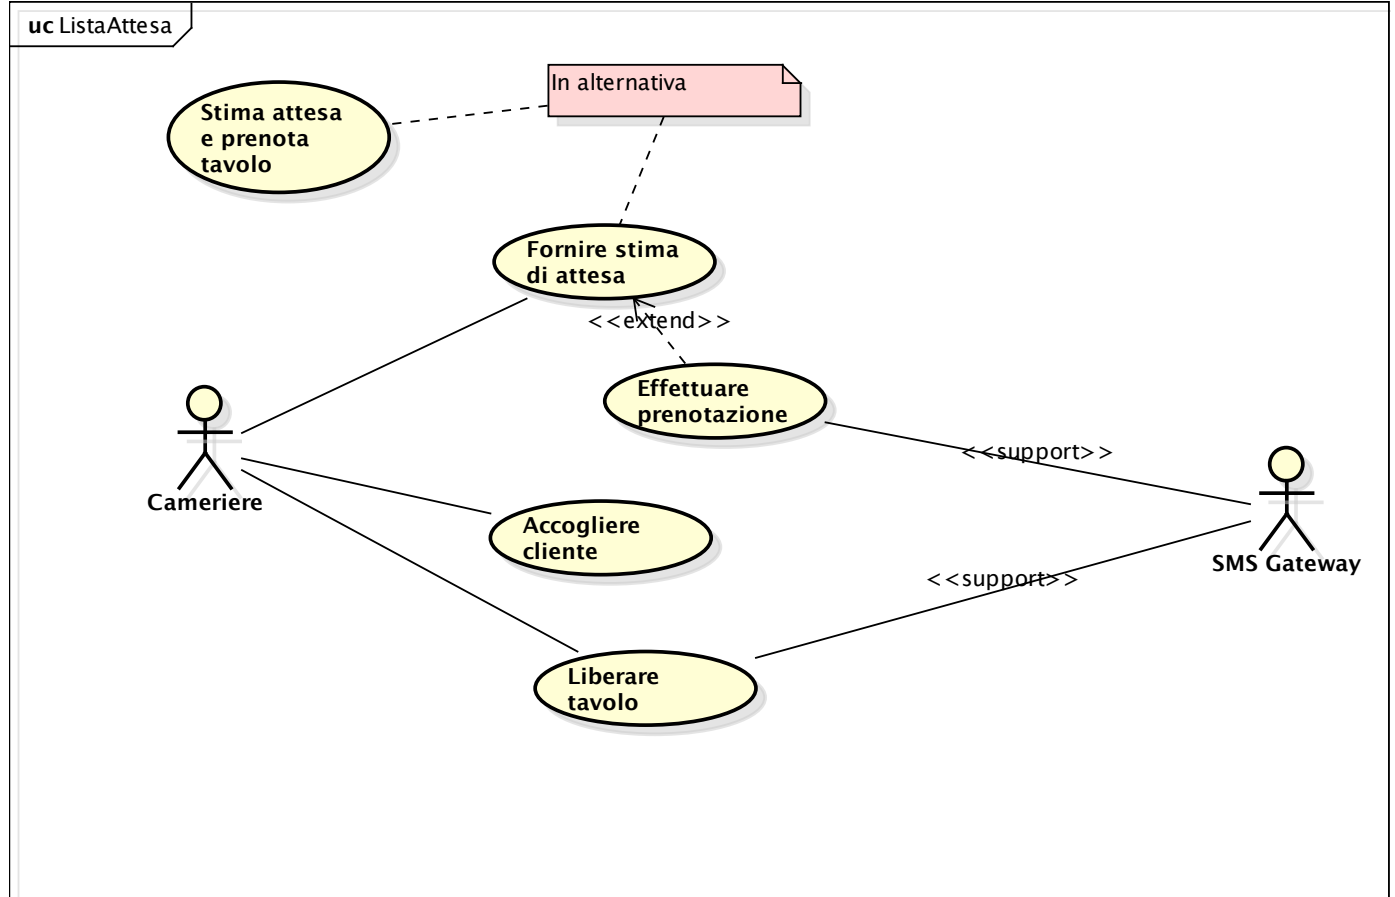 uc ListaAttesa
In alternativa
Stima attesa
e prenota
tavolo
Fornire stima
di attesa
<<extend>>
Effettuare
prenotazione
<<support>>
Cameriere
Accogliere
cliente
SMS Gateway
<<support>>
Liberare
tavolo